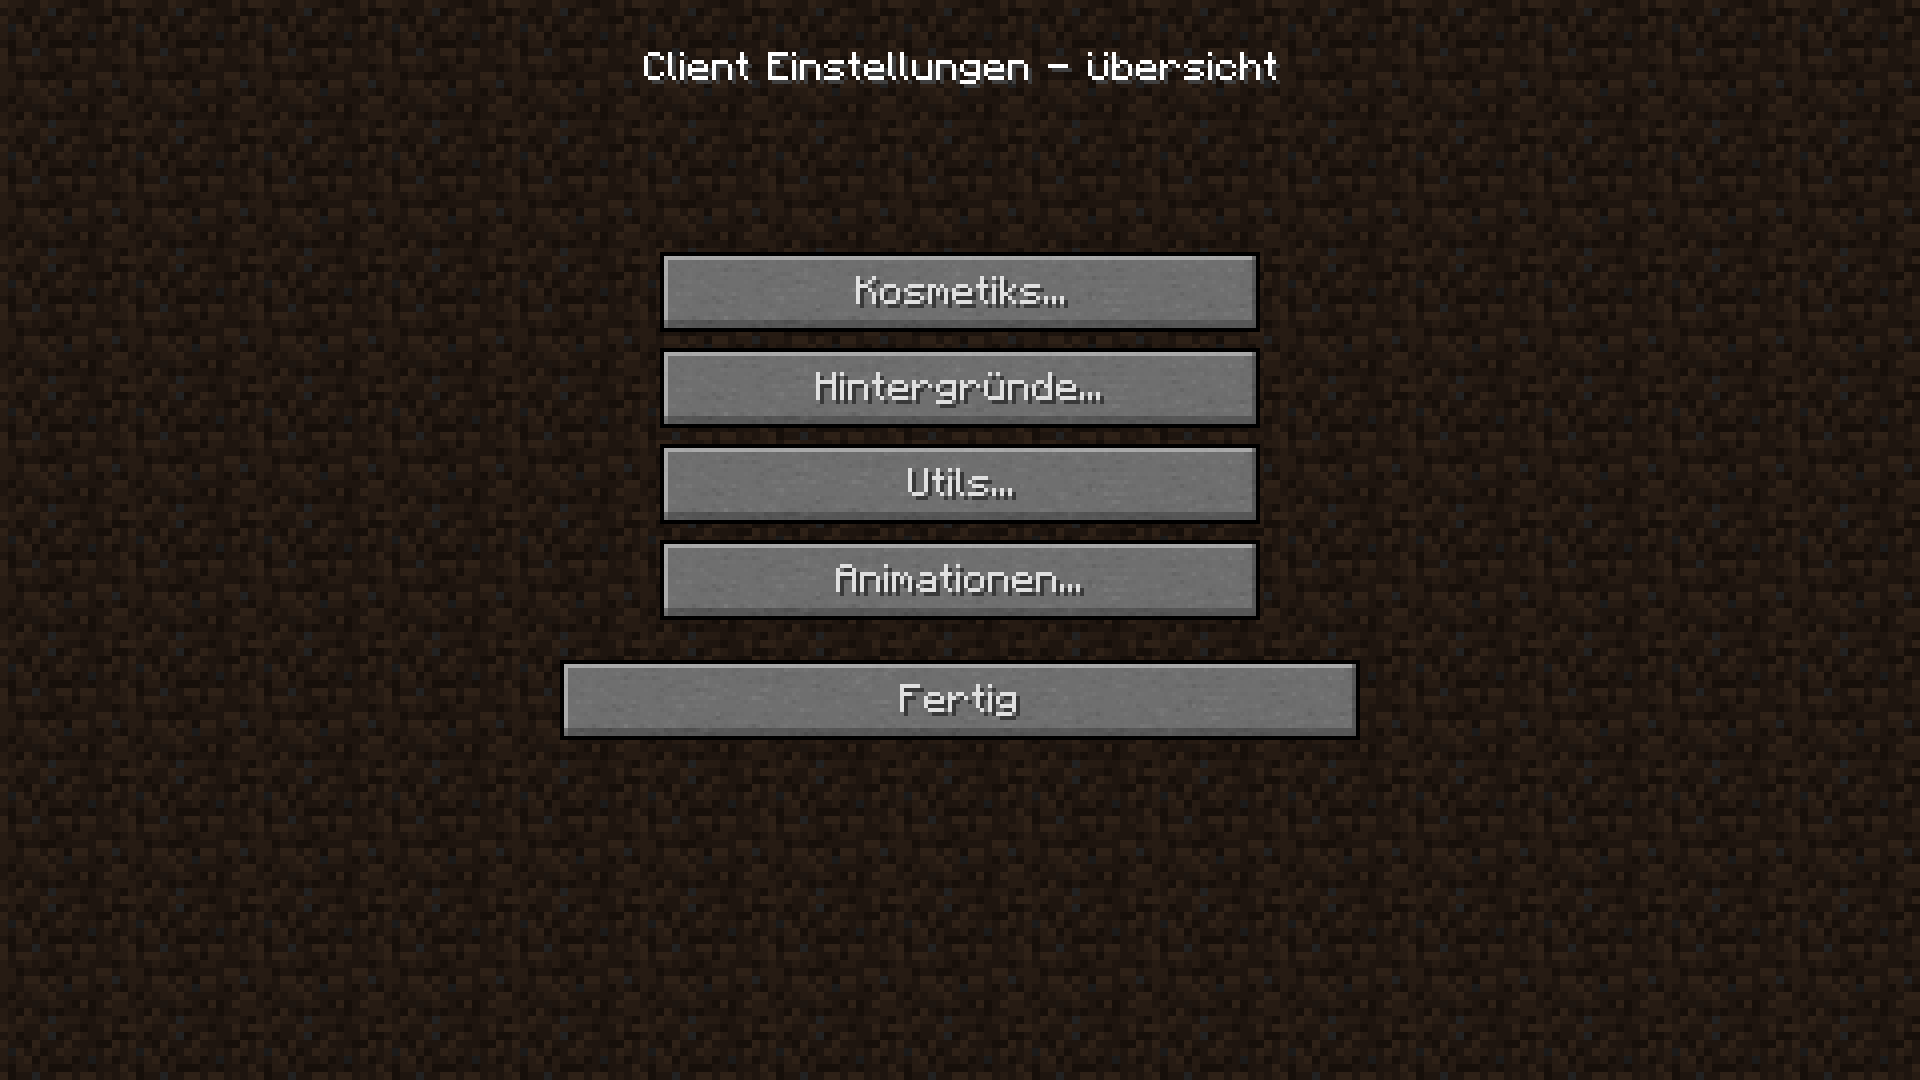 Client Einstellungen - übersicht
Kosmetiks...
Hintergründe...
Utils...
Animationen...
Fertig